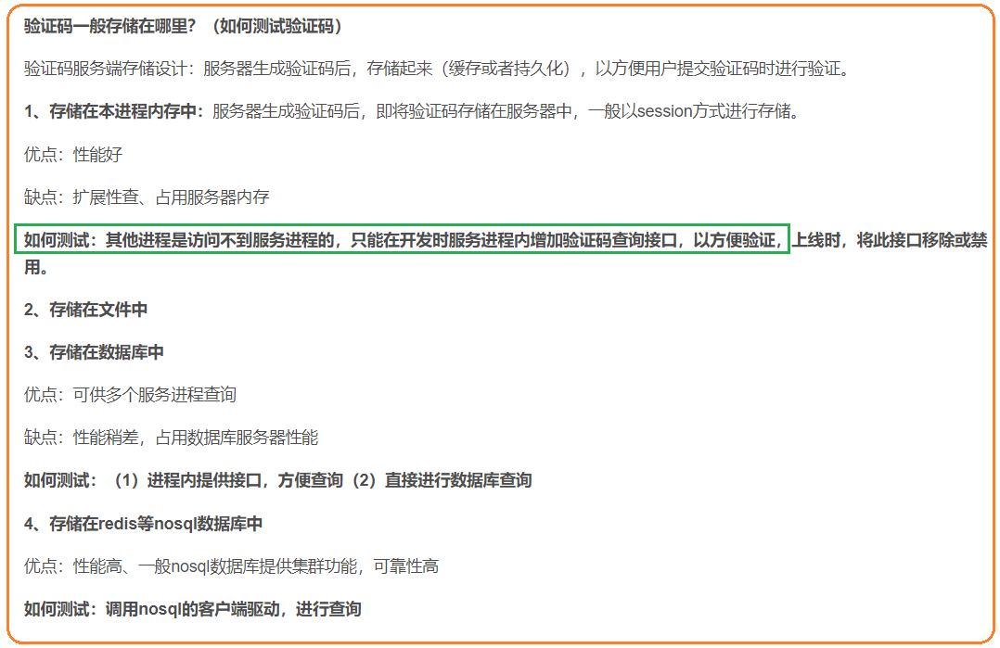 验证码一般存储在哪里？（如何测试验证码）
验证码服务端存储设计：服务器生成验证码后，存储起来（缓存或者持久化），以方便用户提交验证码时进行验证。
1、存储在本进程内存中：服务器生成验证码后，即将验证码存储在服务器中，一般以session方式进行存储。
优点：性能好
缺点：扩展性查、占用服务器内存
如何测试：其他进程是访问不到服务进程的，只能在开发时服务进程内增加验证码查询接口，以方便验证，上线时，将此接口移除或禁
用。
2、存储在文件中
3、存储在数据库中
优点：可供多个服务进程查询
缺点：性能稍差，占用数据库服务器性能
如何测试：（1）进程内提供接口，方便查询（2）直接进行数据库查询
4、存储在redis等nosql数据库中
优点：性能高、一般nosql数据库提供集群功能，可靠性高
如何测试：调用nosql的客户端驱动，进行查询